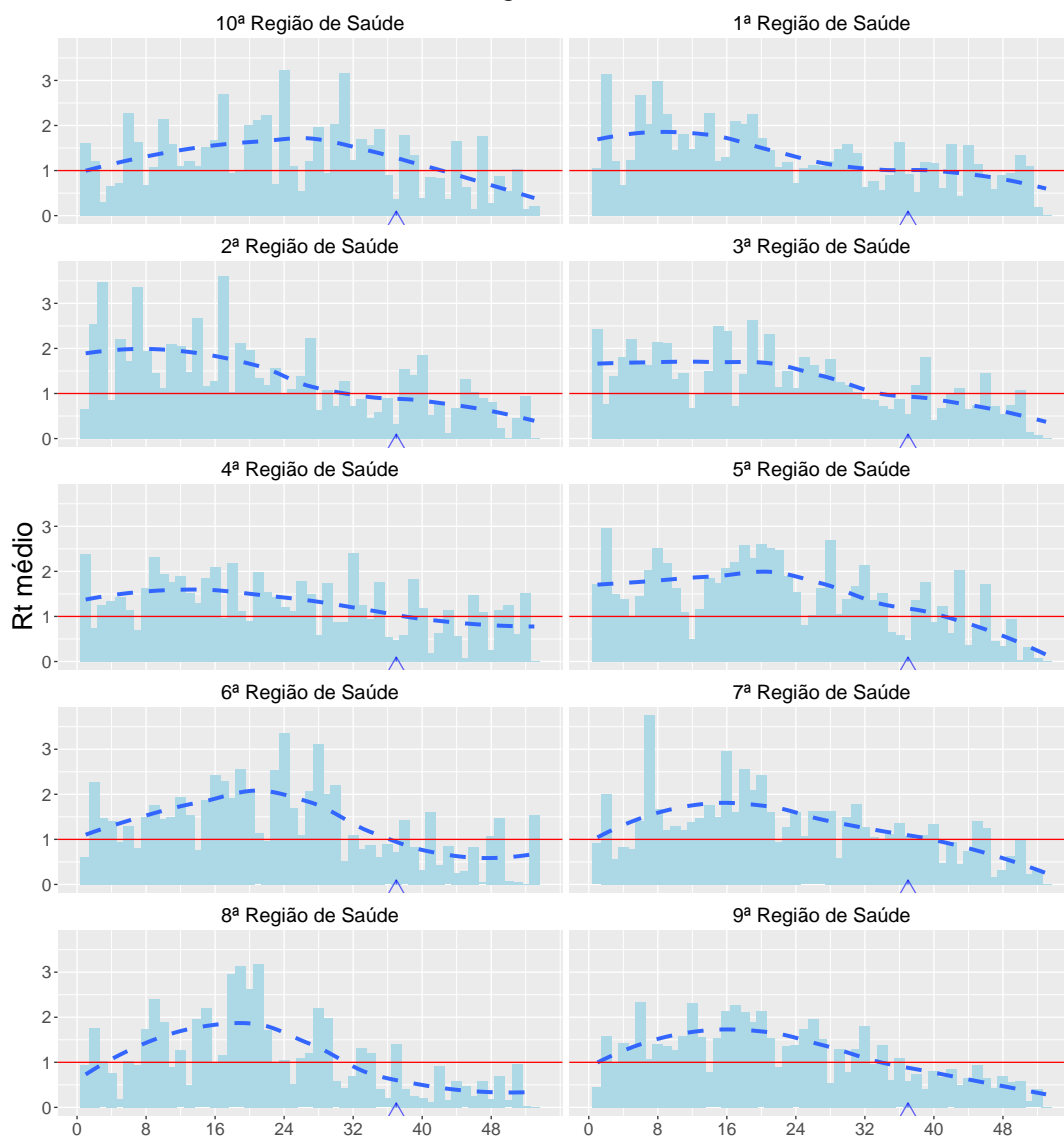 10ª Região de Saúde 1ª Região de Saúde
3
2
1
0
2ª Região de Saúde 3ª Região de Saúde
3
2
1
0
4ª Região de Saúde 5ª Região de Saúde
3
2
1
0
Rt médio
6ª Região de Saúde 7ª Região de Saúde
3
2
1
0
8ª Região de Saúde 9ª Região de Saúde
3
2
1
0
0 8 16 24 32 40 48 0 8 16 24 32 40 48